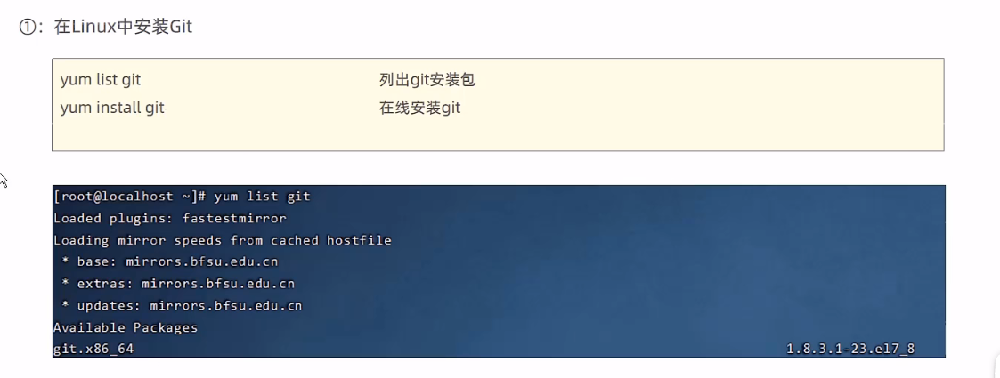 ①：在Linux中安装Git
yum list git 列出git安装包
yum install git 在线安装git
[root@localhost ~]# yum list git
Loaded plugins: fastestmirror
Loading mirror speeds from cached hostfile
* base: mirrors.bfsu.edu.cn
* extras: mirrors.bfsu.edu.cn
* updates: mirrors.bfsu.edu.cn
Available Packages
git.x86_64 1.8.3.1-23.el7_8